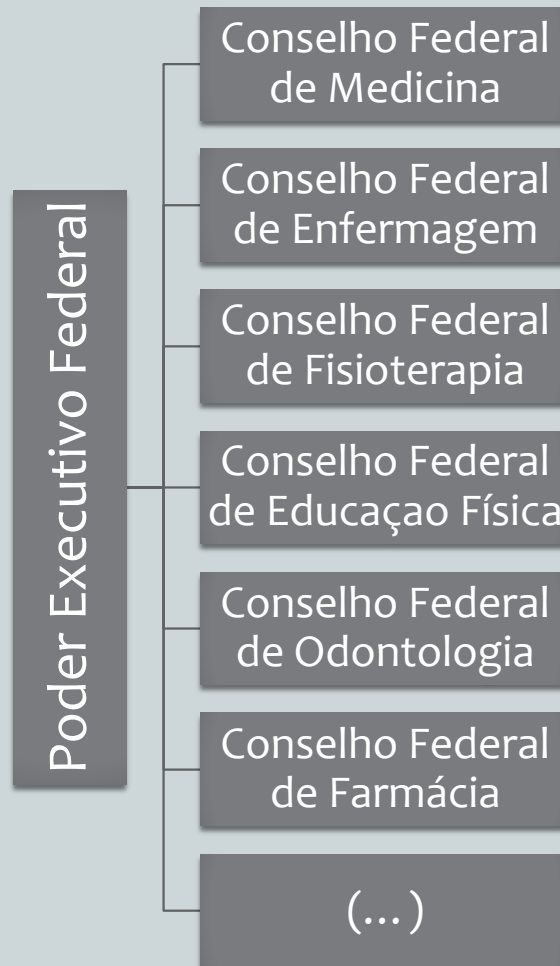 Poder Executivo Federal
Conselho Federal
de Medicina
Conselho Federal
de Enfermagem
Conselho Federal
de Fisioterapia
Conselho Federal
de Educaçao Física
Conselho Federal
de Odontologia
Conselho Federal
de Farmácia
(...)